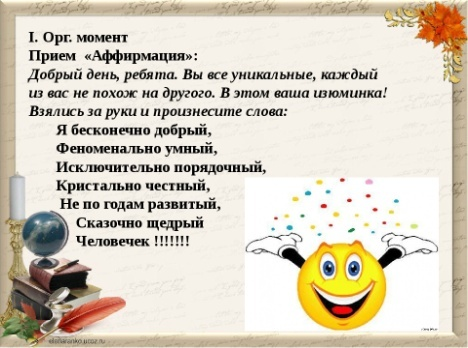 I. Орг. момент
Прием «Аффирмация»:
Добрый день, ребята. Вы все уникальные, каждый
из вас не похож на другого. В этом ваша изюминка!
Взялись за руки и произнесите слова:
Я бесконечно добрый,
Феноменально умный,
Исключительно порядочный,
Кристально честный,
Не по годам развитый,
Сказочно щедрый
Человечек !!!!!!!